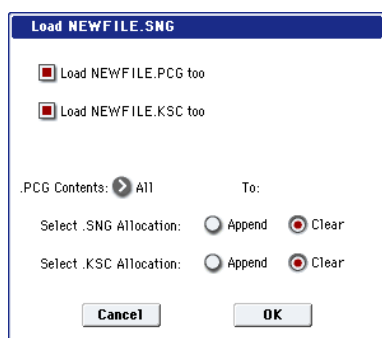 Load NEWFILE.SNG
Load NEWFILE.PCG too
Load NEWFILE.KSC too
.PCG Contents: All To:
Select .SNG Allocation: Append Clear
Select .KSC Allocation: Append Clear
Cancel OK